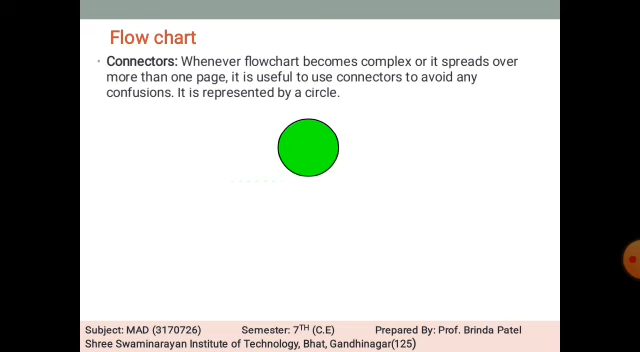 Flow chart
• Connectors: Whenever flowchart becomes complex or it spreads over
more than one page, it is useful to use connectors to avoid any
confusions. It is represented by a circle.
Subject: MAD (3170726) Semester: 7TH (C.E) Prepared By: Prof. Brinda Patel
Shree Swaminarayan Institute of Technology, Bhat, Gandhinagar(125)